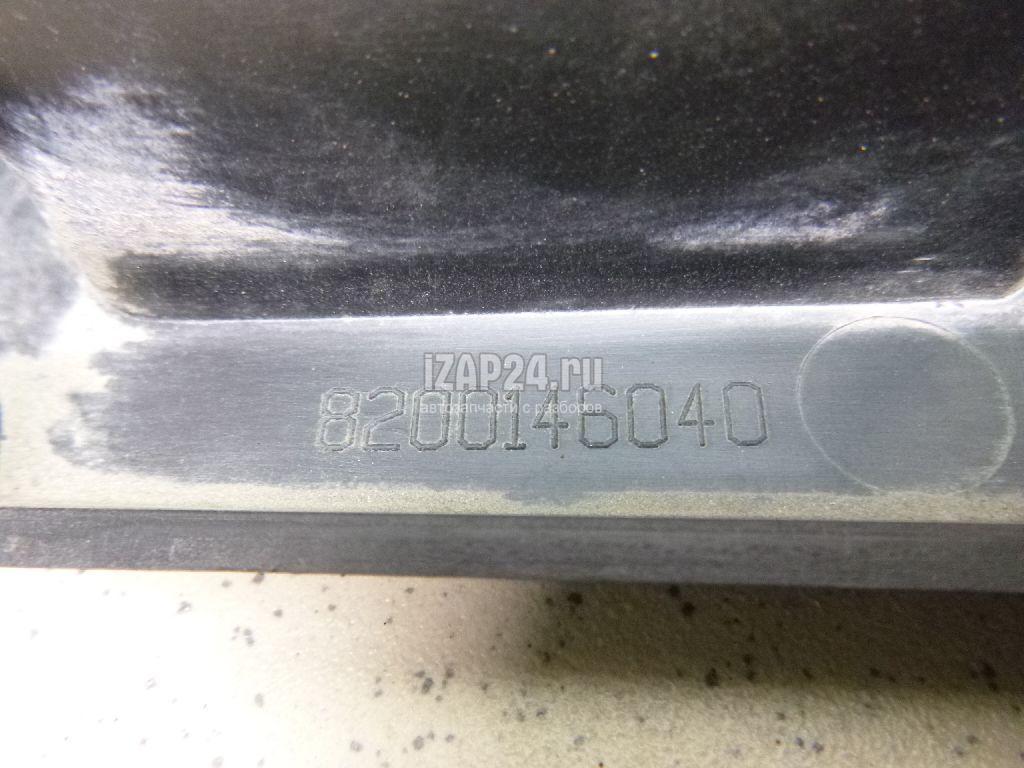 iZAP24.ru
автозапчасти с разборов
8200146040